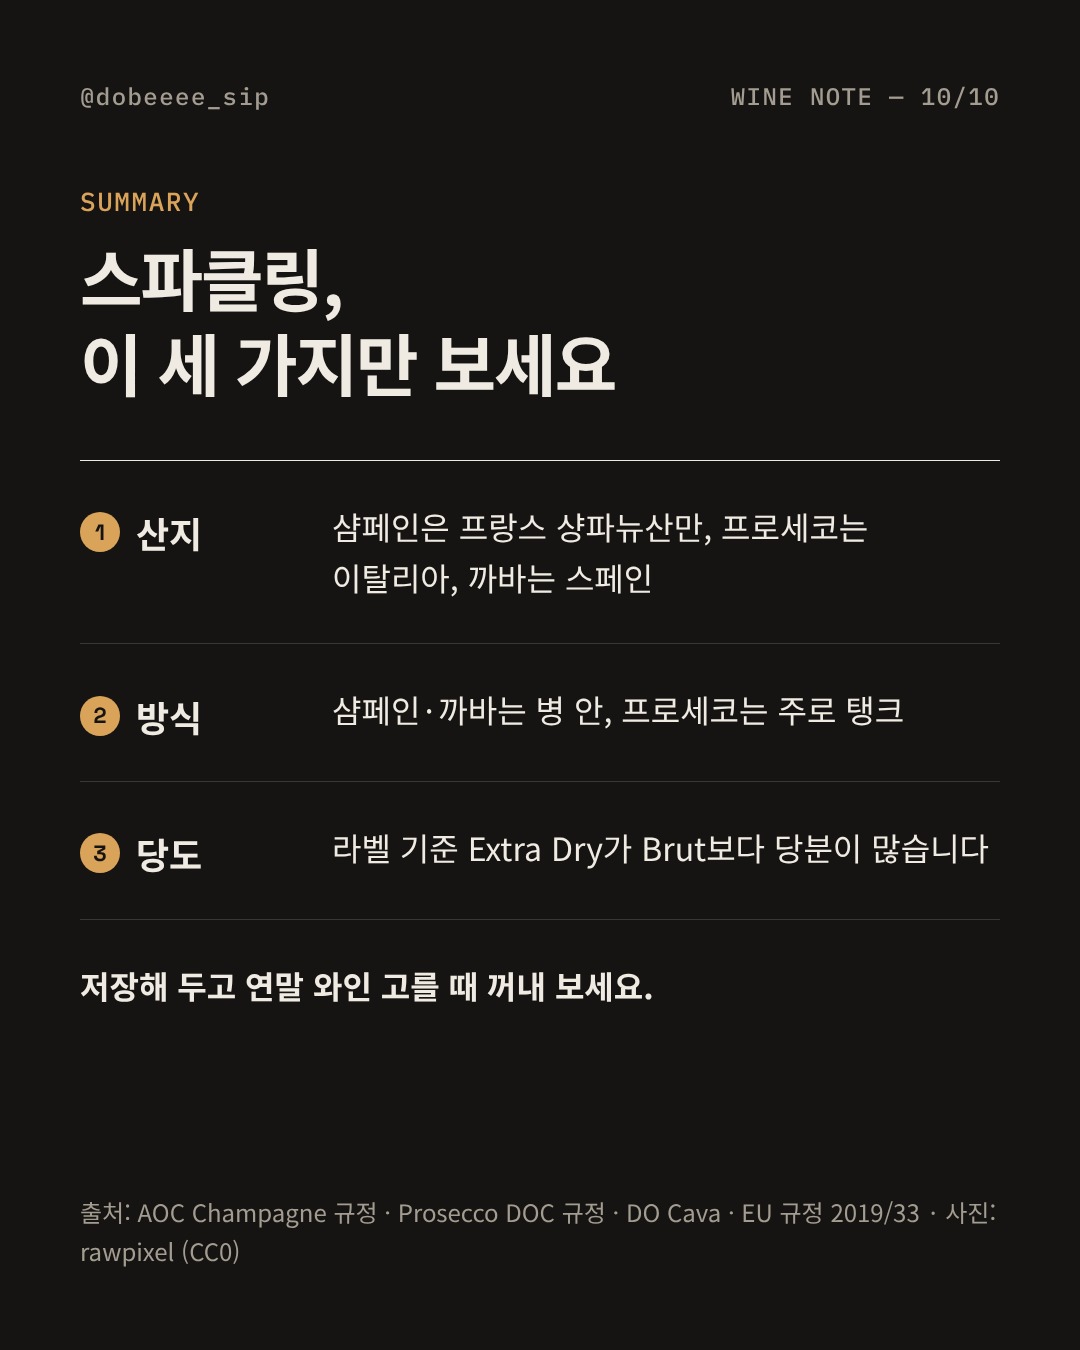 @dobeeee_sip
WINE NOTE — 10/10
SUMMARY
스파클링,
이 세 가지만 보세요
1 산지
샴페인은 프랑스 샹파뉴산만, 프로세코는
이탈리아, 까바는 스페인
2 방식
샴페인·까바는 병 안, 프로세코는 주로 탱크
3 당도
라벨 기준 Extra Dry가 Brut보다 당분이 많습니다
저장해 두고 연말 와인 고를 때 꺼내 보세요.
출처: AOC Champagne 규정 · Prosecco DOC 규정 · DO Cava · EU 규정 2019/33 · 사진:
rawpixel (CC0)